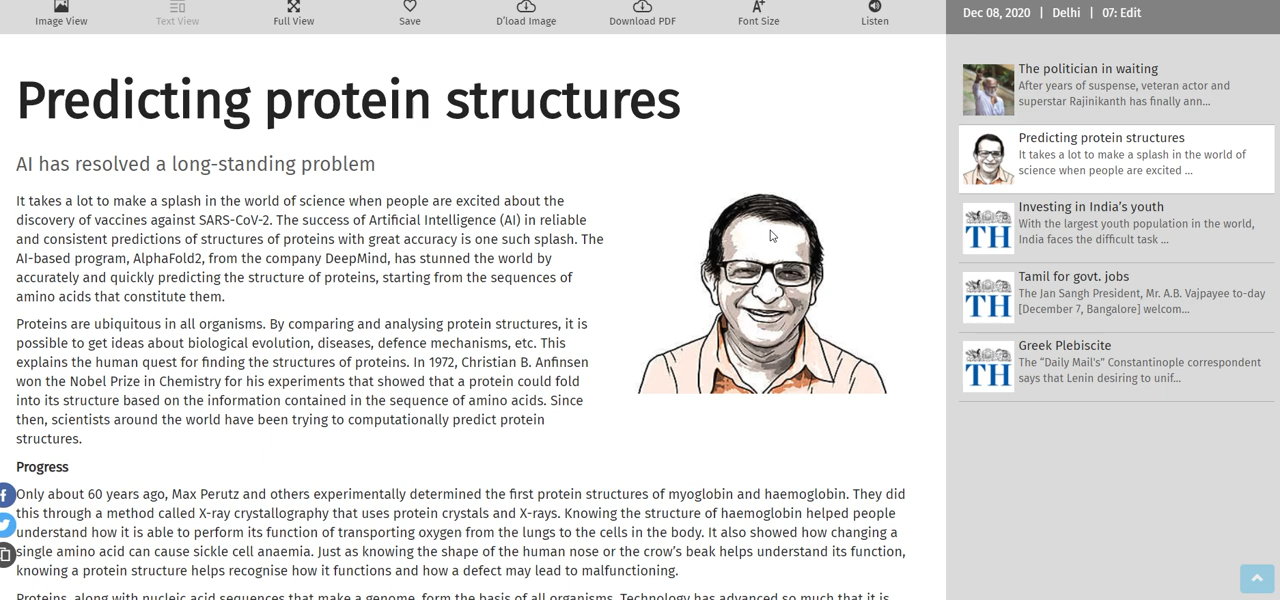 Image View
Text View
Full View
Save
D'load Image
Download PDF
Font Size
Listen
Dec 08, 2020 | Delhi | 07: Edit
Predicting protein structures
AI has resolved a long-standing problem
It takes a lot to make a splash in the world of science when people are excited about the
discovery of vaccines against SARS-CoV-2. The success of Artificial Intelligence (AI) in reliable
and consistent predictions of structures of proteins with great accuracy is one such splash. The
AI-based program, AlphaFold2, from the company DeepMind, has stunned the world by
accurately and quickly predicting the structure of proteins, starting from the sequences of
amino acids that constitute them.
Proteins are ubiquitous in all organisms. By comparing and analysing protein structures, it is
possible to get ideas about biological evolution, diseases, defence mechanisms, etc. This
explains the human quest for finding the structures of proteins. In 1972, Christian B. Anfinsen
won the Nobel Prize in Chemistry for his experiments that showed that a protein could fold
into its structure based on the information contained in the sequence of amino acids. Since
then, scientists around the world have been trying to computationally predict protein
structures.
Progress
Only about 60 years ago, Max Perutz and others experimentally determined the first protein structures of myoglobin and haemoglobin. They did
this through a method called X-ray crystallography that uses protein crystals and X-rays. Knowing the structure of haemoglobin helped people
understand how it is able to perform its function of transporting oxygen from the lungs to the cells in the body. It also showed how changing a
single amino acid can cause sickle cell anaemia. Just as knowing the shape of the human nose or the crow's beak helps understand its function,
knowing a protein structure helps recognise how it functions and how a defect may lead to malfunctioning.
Proteins, along with nucleic acid sequences that make a genome, form the basis of all organisms. Technology has advanced so much that it is
The politician in waiting
After years of suspense, veteran actor and
superstar Rajinikanth has finally ann...
Predicting protein structures
It takes a lot to make a splash in the world of
science when people are excited ...
TH
Investing in India's youth
With the largest youth population in the world,
India faces the difficult task ...
TH
Tamil for govt. jobs
The Jan Sangh President, Mr. A.B. Vajpayee to-day
[December 7, Bangalore] welcom...
TH
Greek Plebiscite
The “Daily Mail's” Constantinople correspondent
says that Lenin desiring to unif...